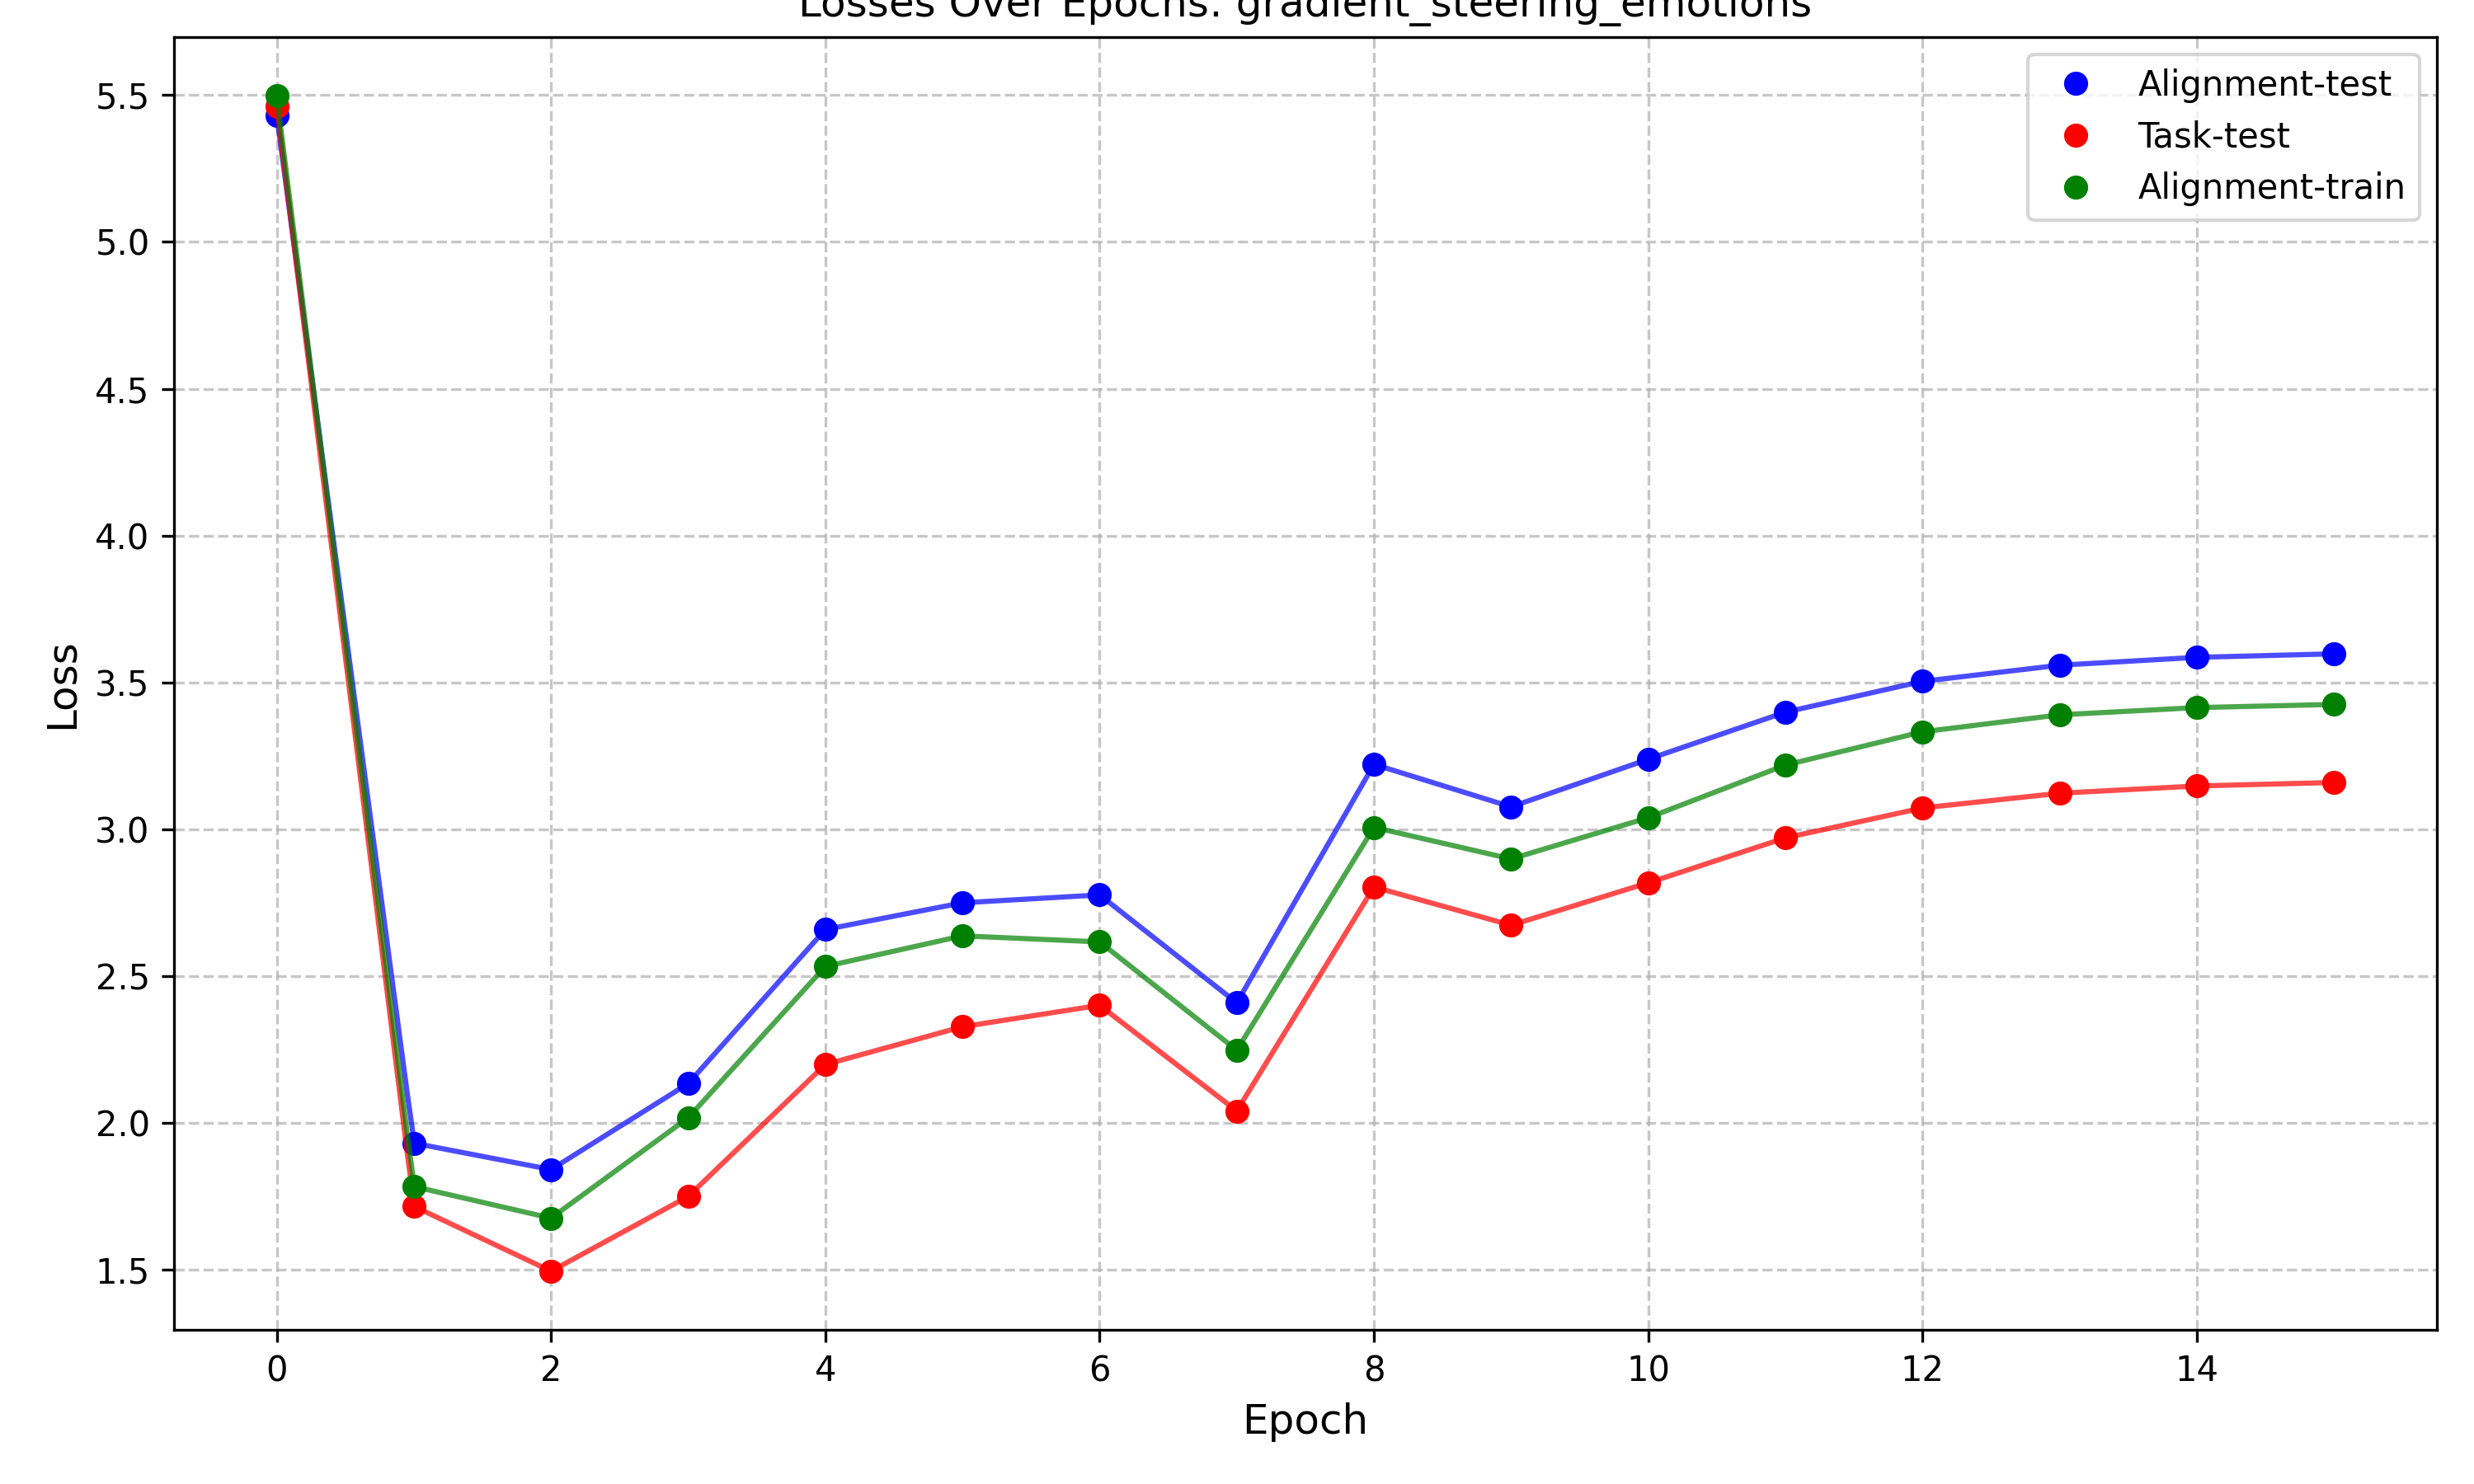 Losses Over Epochs: gradient_steering_emotions
5.5
5.0
4.5
4.0
3.5
3.0
2.5
2.0
1.5
Loss
Alignment-test
Task-test
Alignment-train
0 2 4 6 8 10 12 14
Epoch